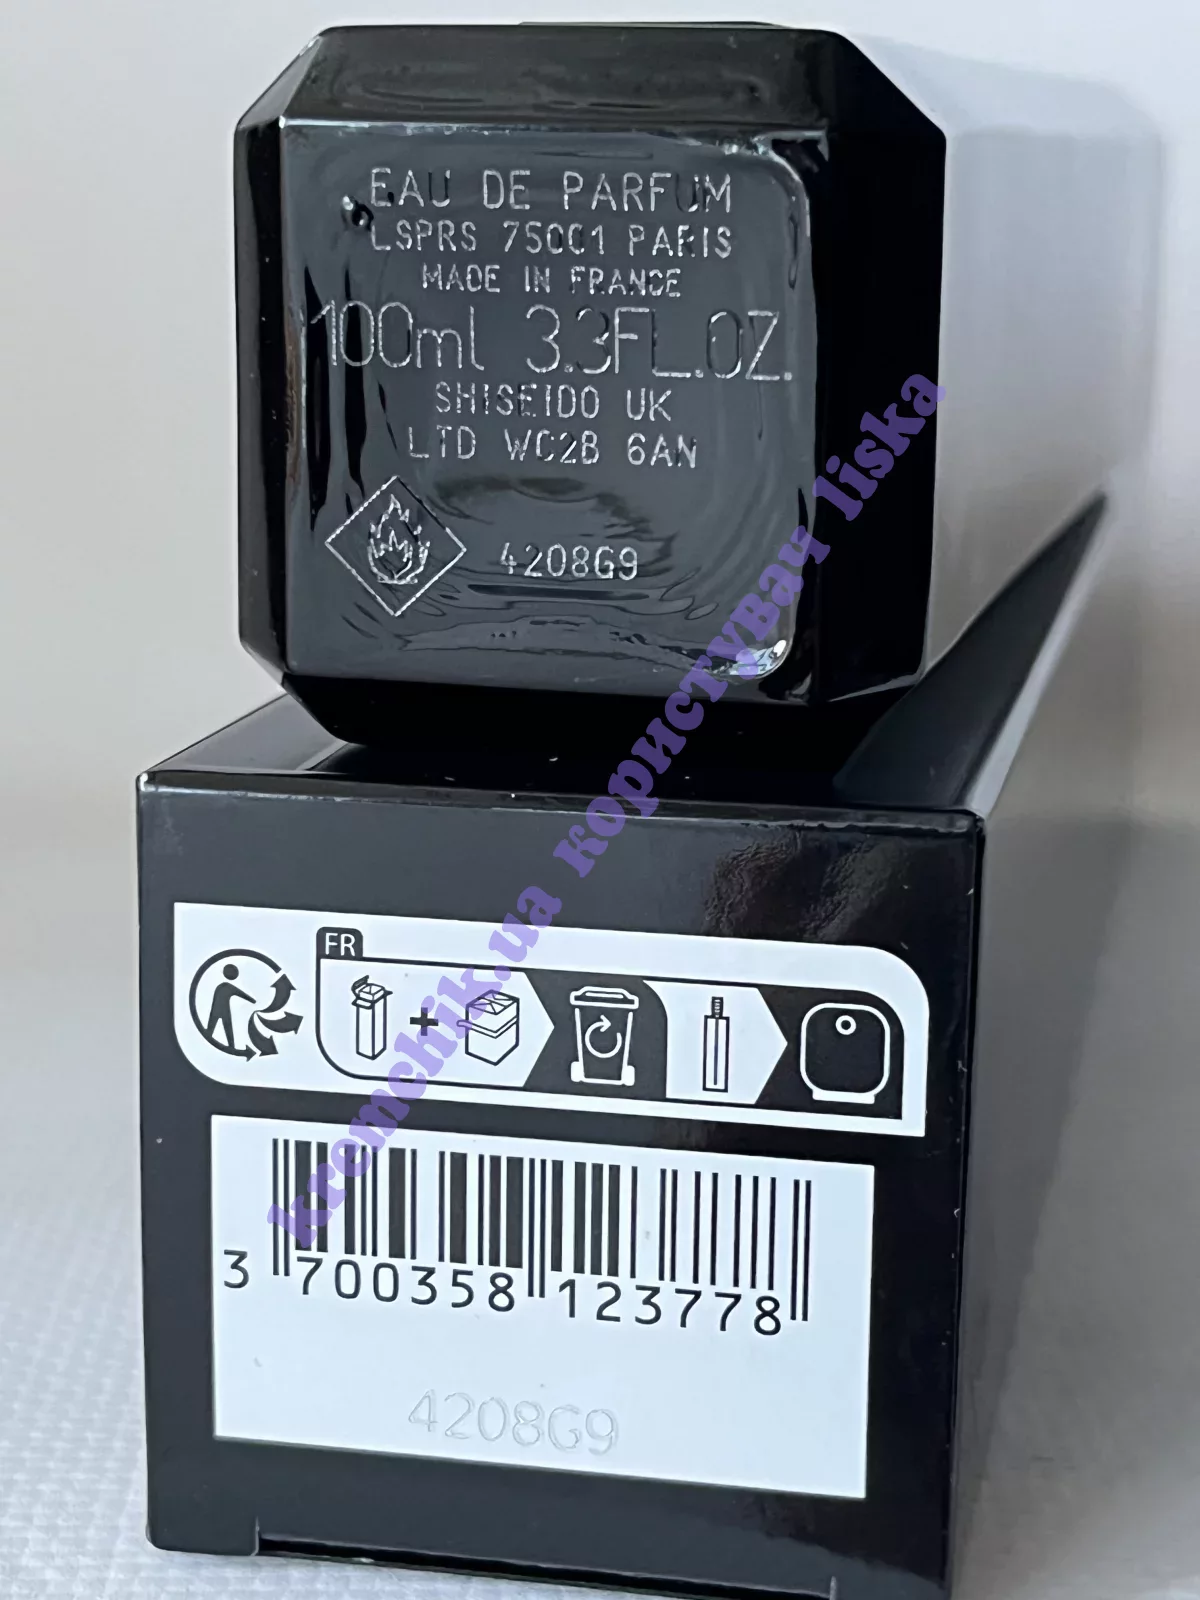 EAU DE PARFUM
LSPRS 75001 PARIS
MADE IN FRANCE
100ml 3.3FL.OZ.
SHISEIDO UK
LTD WC2B 6AN
4208G9
FR
3 700358 123778
4208G9
kremchik.ua користувач liska